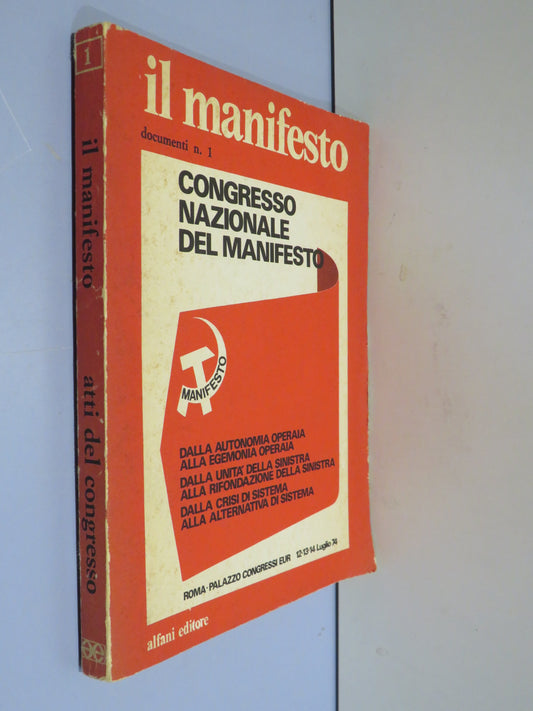 1
il manifesto
atti del congresso
il manifesto
documenti n. 1
CONGRESSO
NAZIONALE
DEL MANIFESTO
MANIFESTO
DALLA AUTONOMIA OPERAIA
ALLA EGEMONIA OPERAIA
DALLA UNITA' DELLA SINISTRA
ALLA RIFONDAZIONE DELLA SINISTRA
DALLA CRISI DI SISTEMA
ALLA ALTERNATIVA DI SISTEMA
ROMA-PALAZZO CONGRESSI EUR 12-13-14 Luglio 74
alfani editore